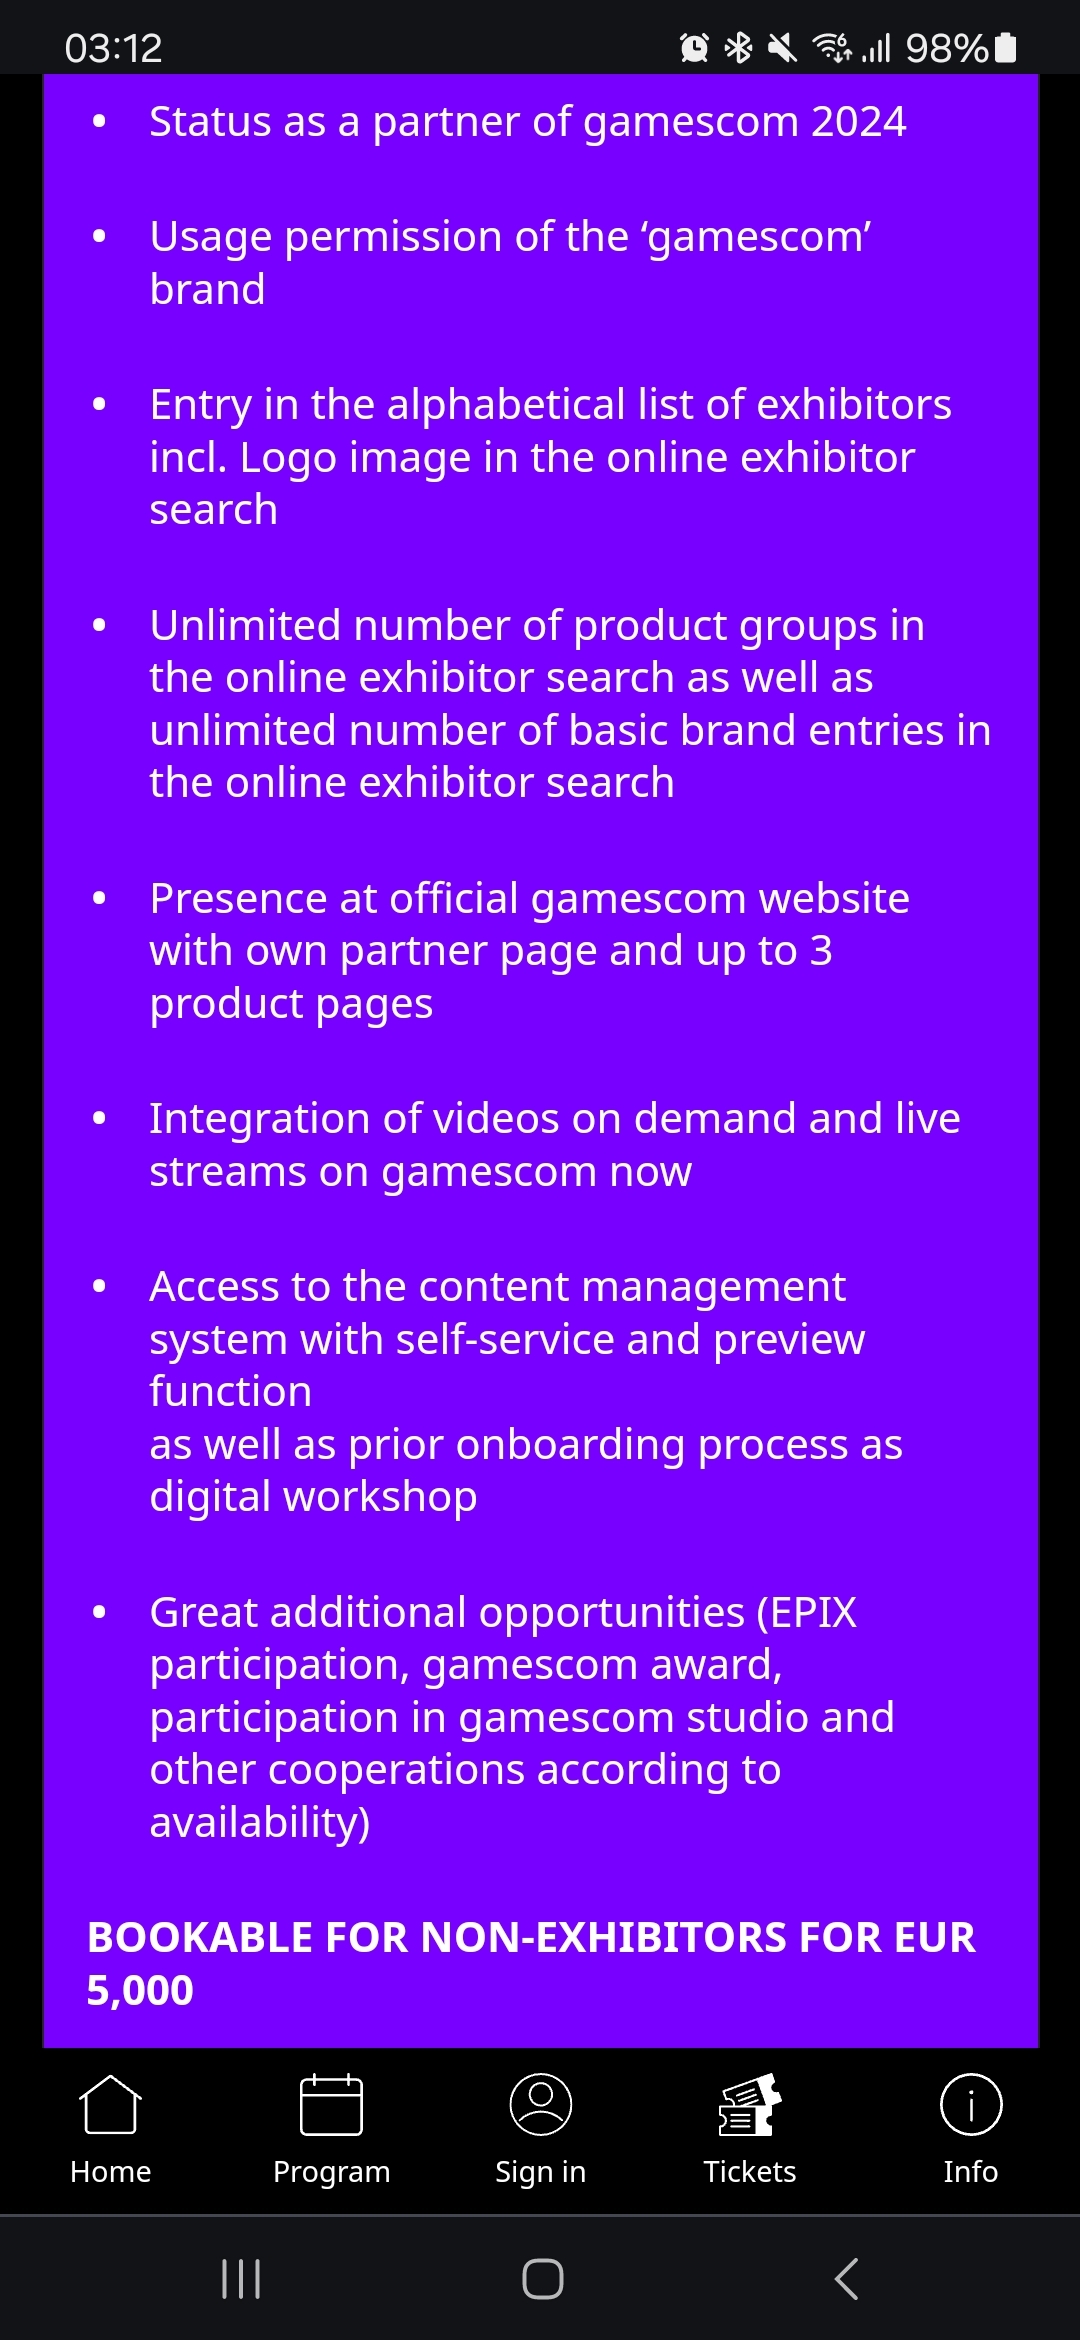 03:12
98%
• Status as a partner of gamescom 2024
• Usage permission of the ‘gamescom’
brand
• Entry in the alphabetical list of exhibitors
incl. Logo image in the online exhibitor
search
• Unlimited number of product groups in
the online exhibitor search as well as
unlimited number of basic brand entries in
the online exhibitor search
• Presence at official gamescom website
with own partner page and up to 3
product pages
• Integration of videos on demand and live
streams on gamescom now
• Access to the content management
system with self-service and preview
function
as well as prior onboarding process as
digital workshop
• Great additional opportunities (EPIX
participation, gamescom award,
participation in gamescom studio and
other cooperations according to
availability)
BOOKABLE FOR NON-EXHIBITORS FOR EUR
5,000
Home Program Sign in Tickets Info